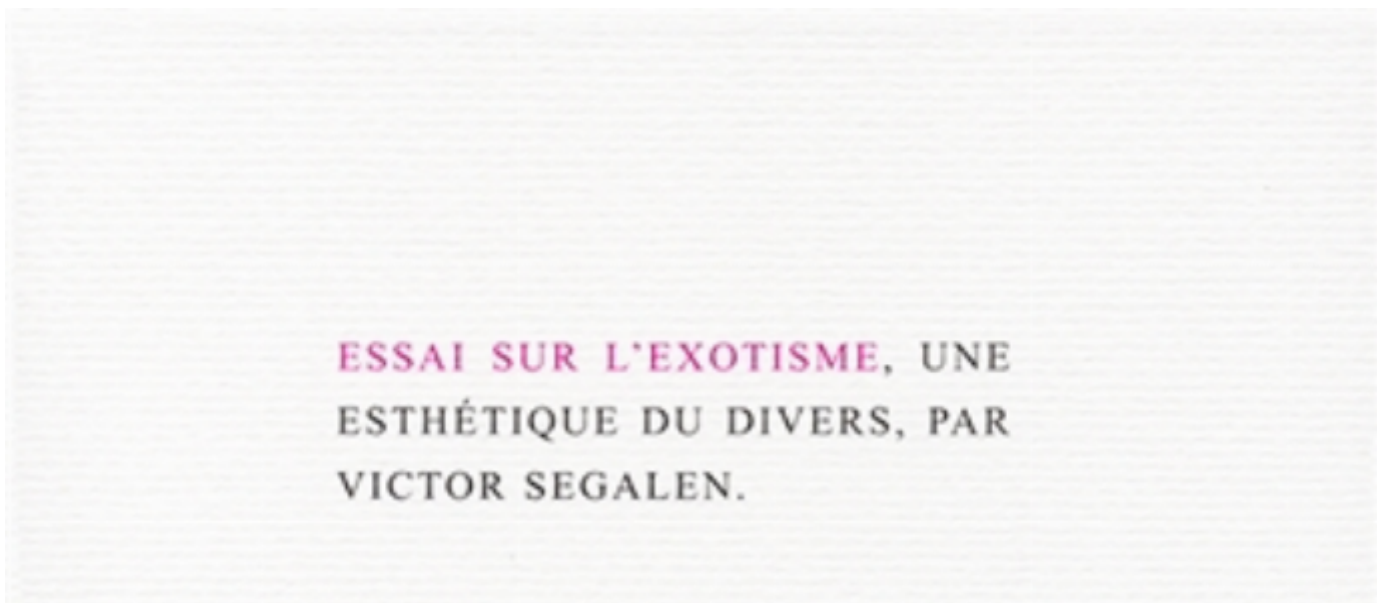 ESSAI SUR L'EXOTISME, UNE
ESTHÉTIQUE DU DIVERS, PAR
VICTOR SEGALEN.